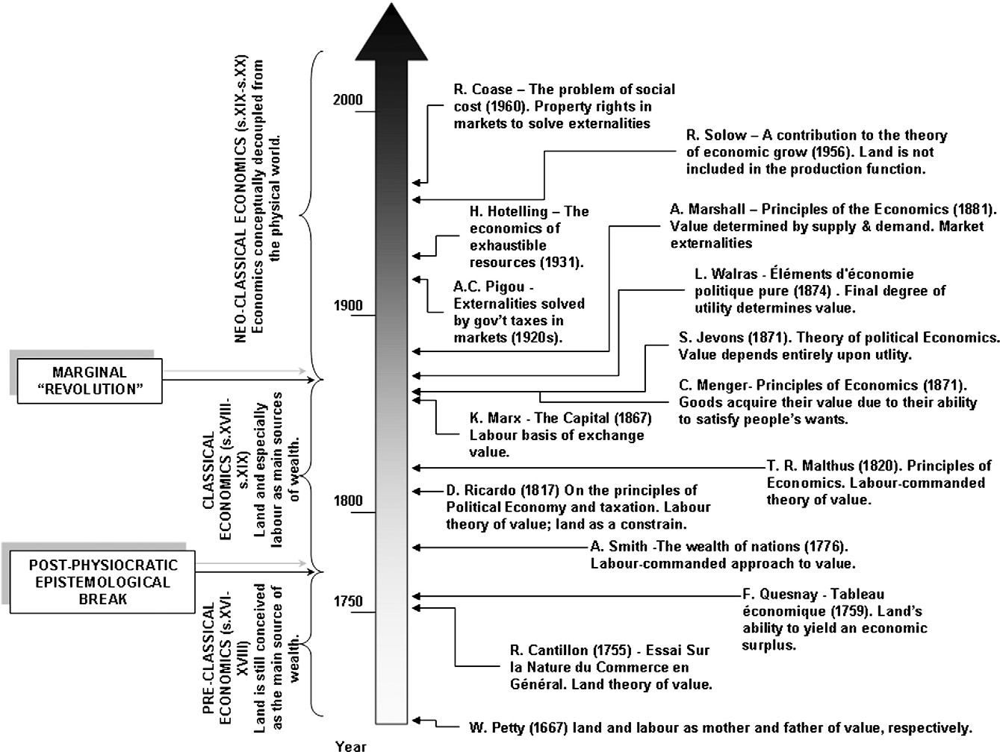 NEO-CLASSICAL ECONOMICS (s.XIX-s.XX)
Economics conceptually decoupled from
the physical world.
2000
R. Coase – The problem of social
cost (1960). Property rights in
markets to solve externalities
R. Solow – A contribution to the theory
of economic grow (1956). Land is not
included in the production function.
H. Hotelling – The
economics of
exhaustible
resources (1931).
A. Marshall – Principles of the Economics (1881).
Value determined by supply & demand. Market
externalities
L. Walras - Éléments d'économie
politique pure (1874) . Final degree of
utility determines value.
A.C. Pigou -
Externalities solved
by gov't taxes in
markets (1920s).
1900
S. Jevons (1871). Theory of political Economics.
Value depends entirely upon utlity.
MARGINAL
“REVOLUTION”
C. Menger- Principles of Economics (1871).
Goods acquire their value due to their ability
to satisfy people's wants.
K. Marx - The Capital (1867)
Labour basis of exchange
value.
CLASSICAL
ECONOMICS (s.XVIII-
s.XIX)
Land and especially
labour as main sources
of wealth.
T. R. Malthus (1820). Principles of
Economics. Labour-commanded
theory of value.
D. Ricardo (1817) On the principles of
Political Economy and taxation. Labour
theory of value; land as a constrain.
1800
A. Smith -The wealth of nations (1776).
Labour-commanded approach to value.
POST-PHYSIOCRATIC
EPISTEMOLOGICAL
BREAK
F. Quesnay - Tableau
économique (1759). Land's
ability to yield an economic
surplus.
1750
PRE-CLASSICAL
ECONOMICS (s.XVI-
XVIII)
Land is still conceived
as the main source of
wealth.
R. Cantillon (1755) - Essai Sur
la Nature du Commerce en
Général. Land theory of value.
W. Petty (1667) land and labour as mother and father of value, respectively.
Year